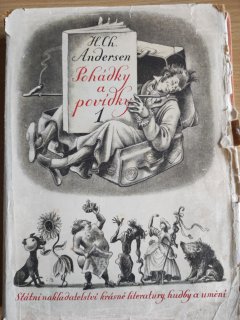 H. Ch.
Andersen
Pohádky
a
povídky
1
Státní nakladatelství krásné literatury, hudby a umění